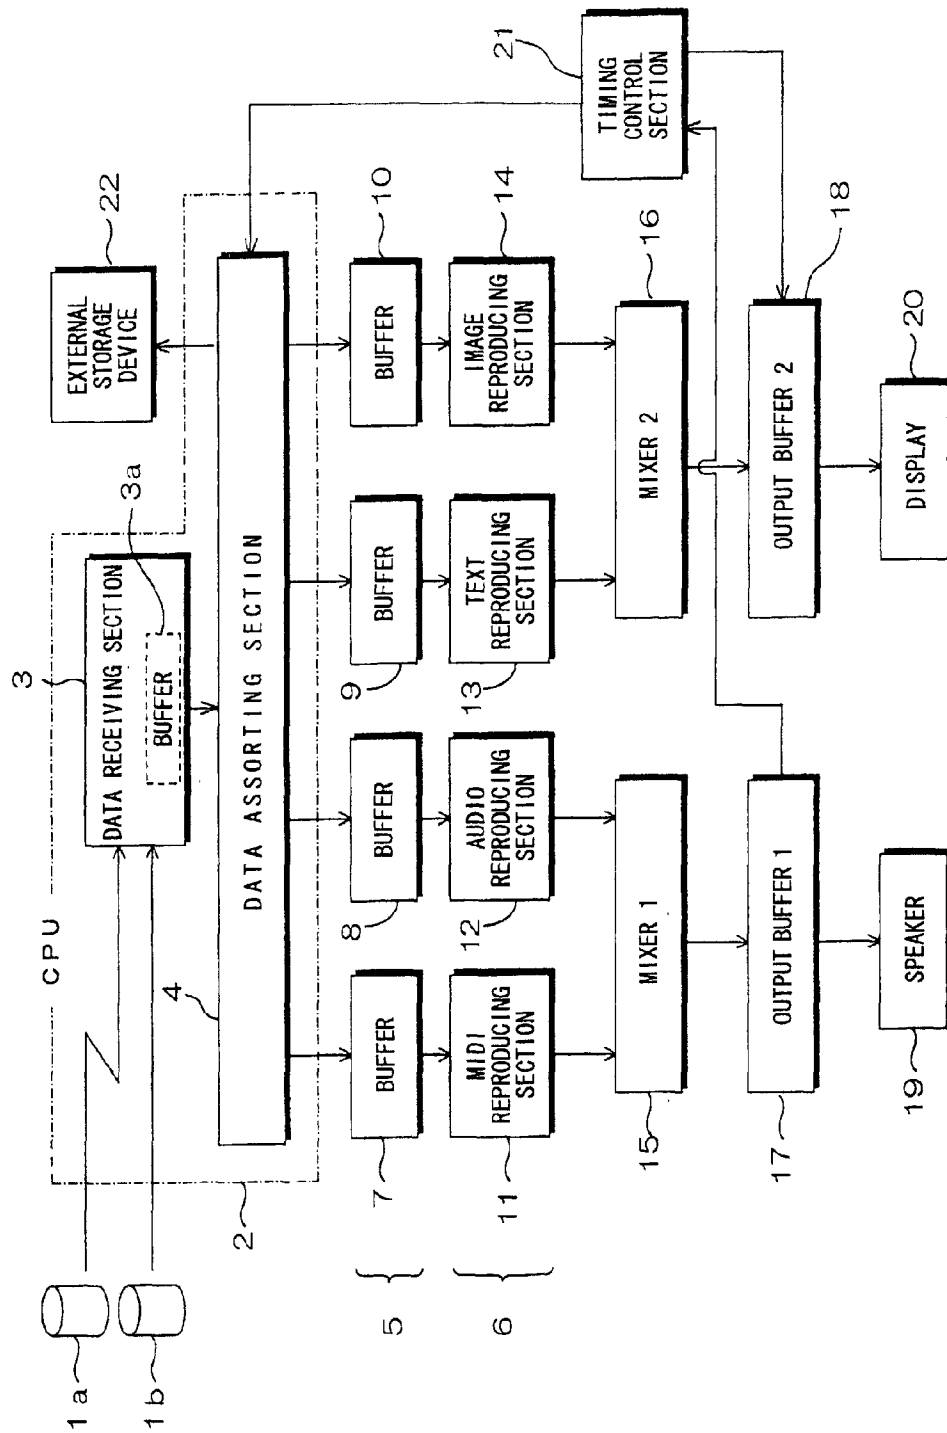 1a
1b
CPU
2
3
DATA RECEIVING SECTION
BUFFER
3a
EXTERNAL
STORAGE
DEVICE
22
4
DATA ASSORTING SECTION
5
7
BUFFER
8
BUFFER
9
BUFFER
BUFFER
10
6
11
MIDI
REPRODUCING
SECTION
12
AUDIO
REPRODUCING
SECTION
13
TEXT
REPRODUCING
SECTION
IMAGE
REPRODUCING
SECTION
14
21
TIMING
CONTROL
SECTION
15
MIXER 1
MIXER 2
16
17
OUTPUT BUFFER 1
OUTPUT BUFFER 2
18
19
SPEAKER
DISPLAY
20